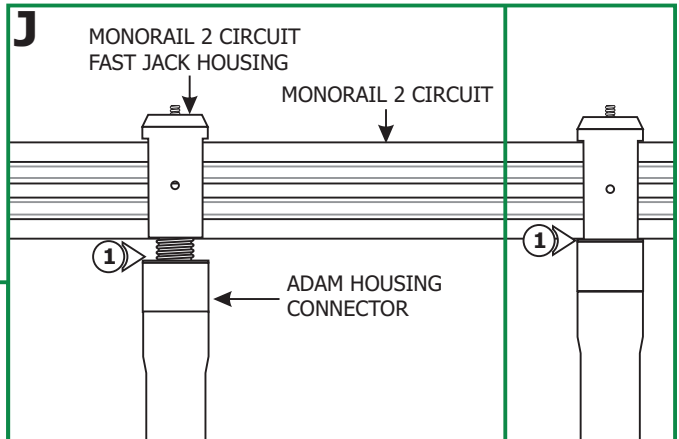 J
MONORAIL 2 CIRCUIT
FAST JACK HOUSING
MONORAIL 2 CIRCUIT
1
1
ADAM HOUSING
CONNECTOR